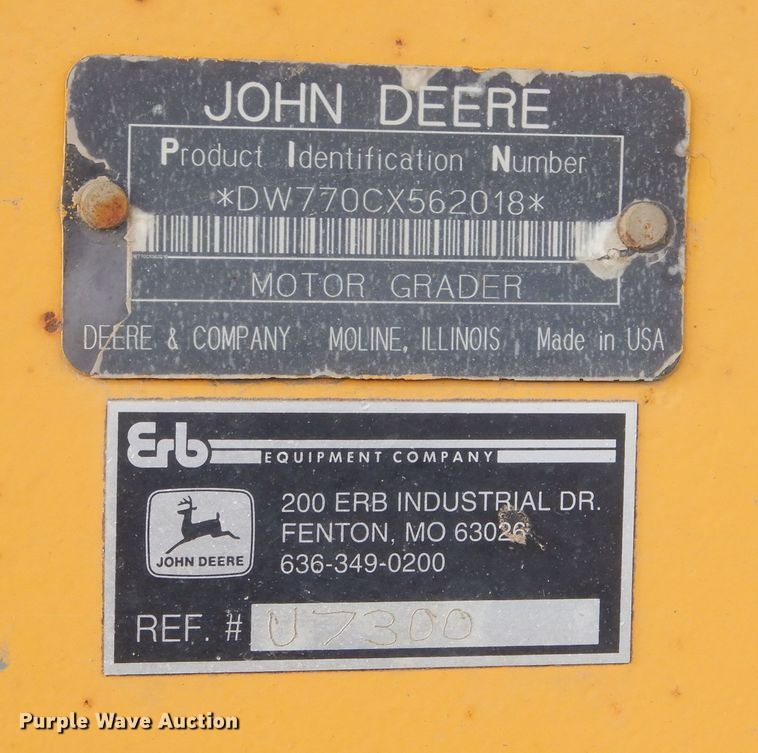 JOHN DEERE
Product Identification Number
*DW770CX562018*
MOTOR GRADER
DEERE & COMPANY MOLINE, ILLINOIS Made in USA
Erb
EQUIPMENT COMPANY
200 ERB INDUSTRIAL DR.
FENTON, MO 63026
JOHN DEERE
636-349-0200
REF. # U7300
Purple Wave Auction